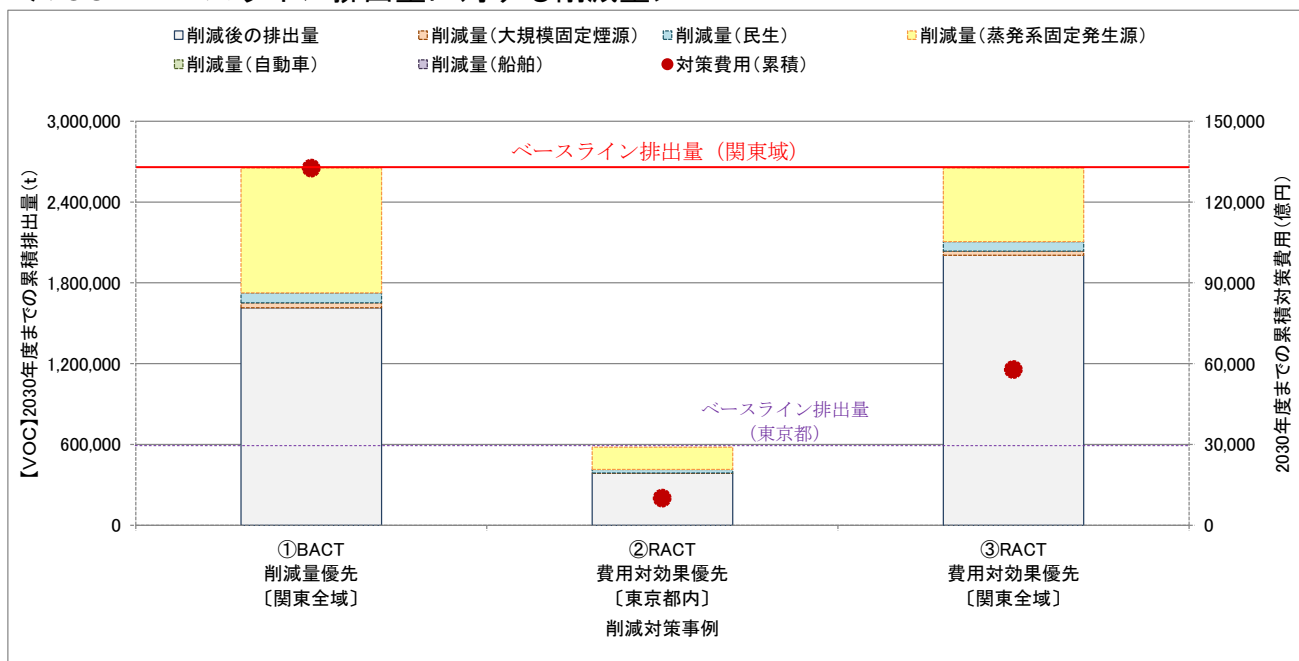 削減後の排出量
削減量(大規模固定煙源)
削減量(民生)
削減量(蒸発系固定発生源)
削減量(自動車)
削減量(船舶)
対策費用(累積)
【VOC】2030年度までの累積排出量(t)
3,000,000
2,400,000
1,800,000
1,200,000
600,000
0
ベースライン排出量（関東域）
ベースライン排出量
（東京都）
150,000
120,000
90,000
60,000
30,000
0
2030年度までの累積対策費用(億円)
①BACT
削減量優先
〔関東全域〕
②RACT
費用対効果優先
〔東京都内〕
③RACT
費用対効果優先
〔関東全域〕
削減対策事例